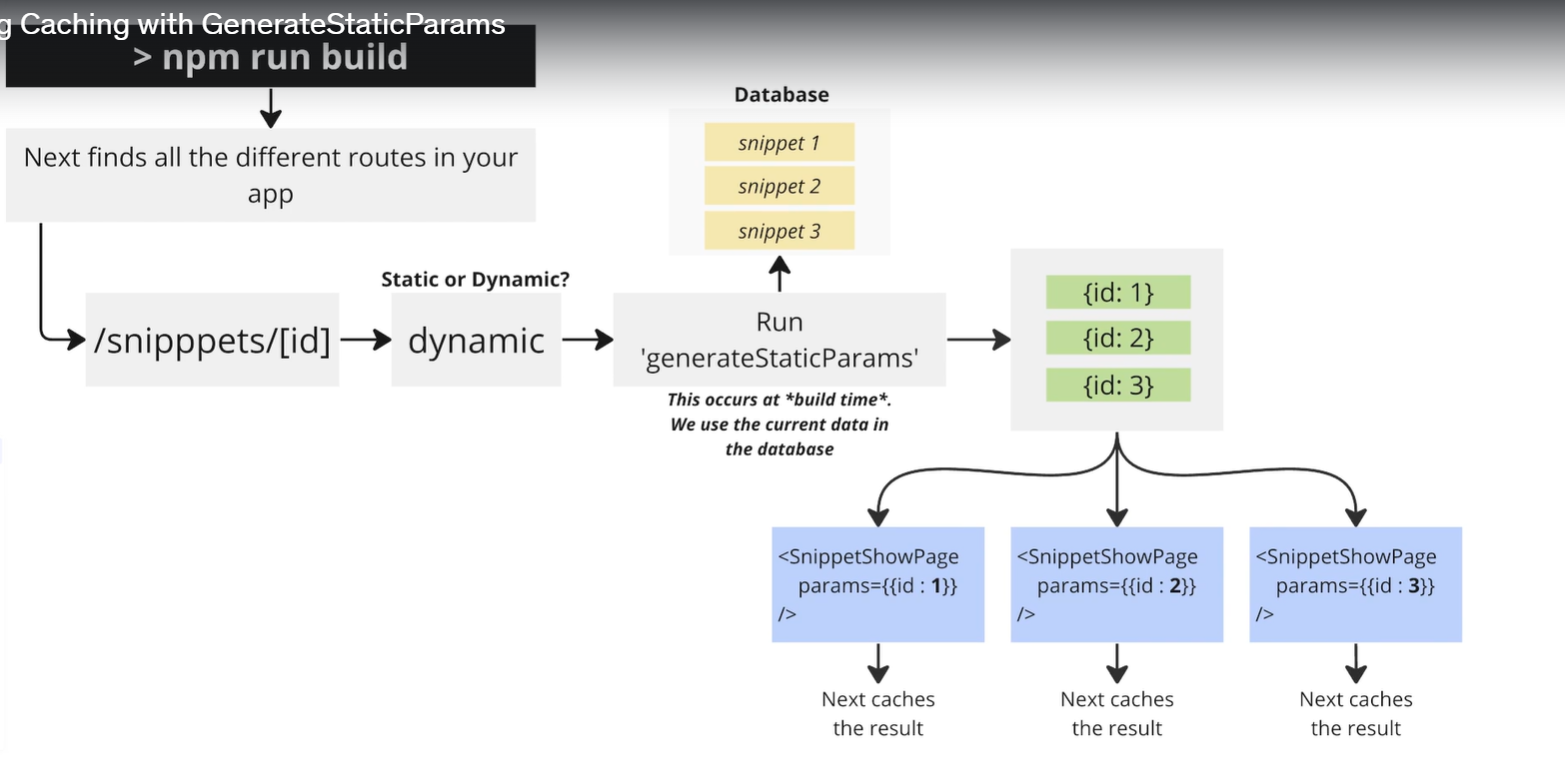 g Caching with GenerateStaticParams
> npm run build
Next finds all the different routes in your
app
Database
snippet 1
snippet 2
snippet 3
Static or Dynamic?
/snipppets/[id]
dynamic
Run
'generateStaticParams'
This occurs at *build time*.
We use the current data in
the database
{id: 1}
{id: 2}
{id: 3}
<SnippetShowPage
params={{id : 1}}
/>
<SnippetShowPage
params={{id : 2}}
/>
<SnippetShowPage
params={{id : 3}}
/>
Next caches
the result
Next caches
the result
Next caches
the result